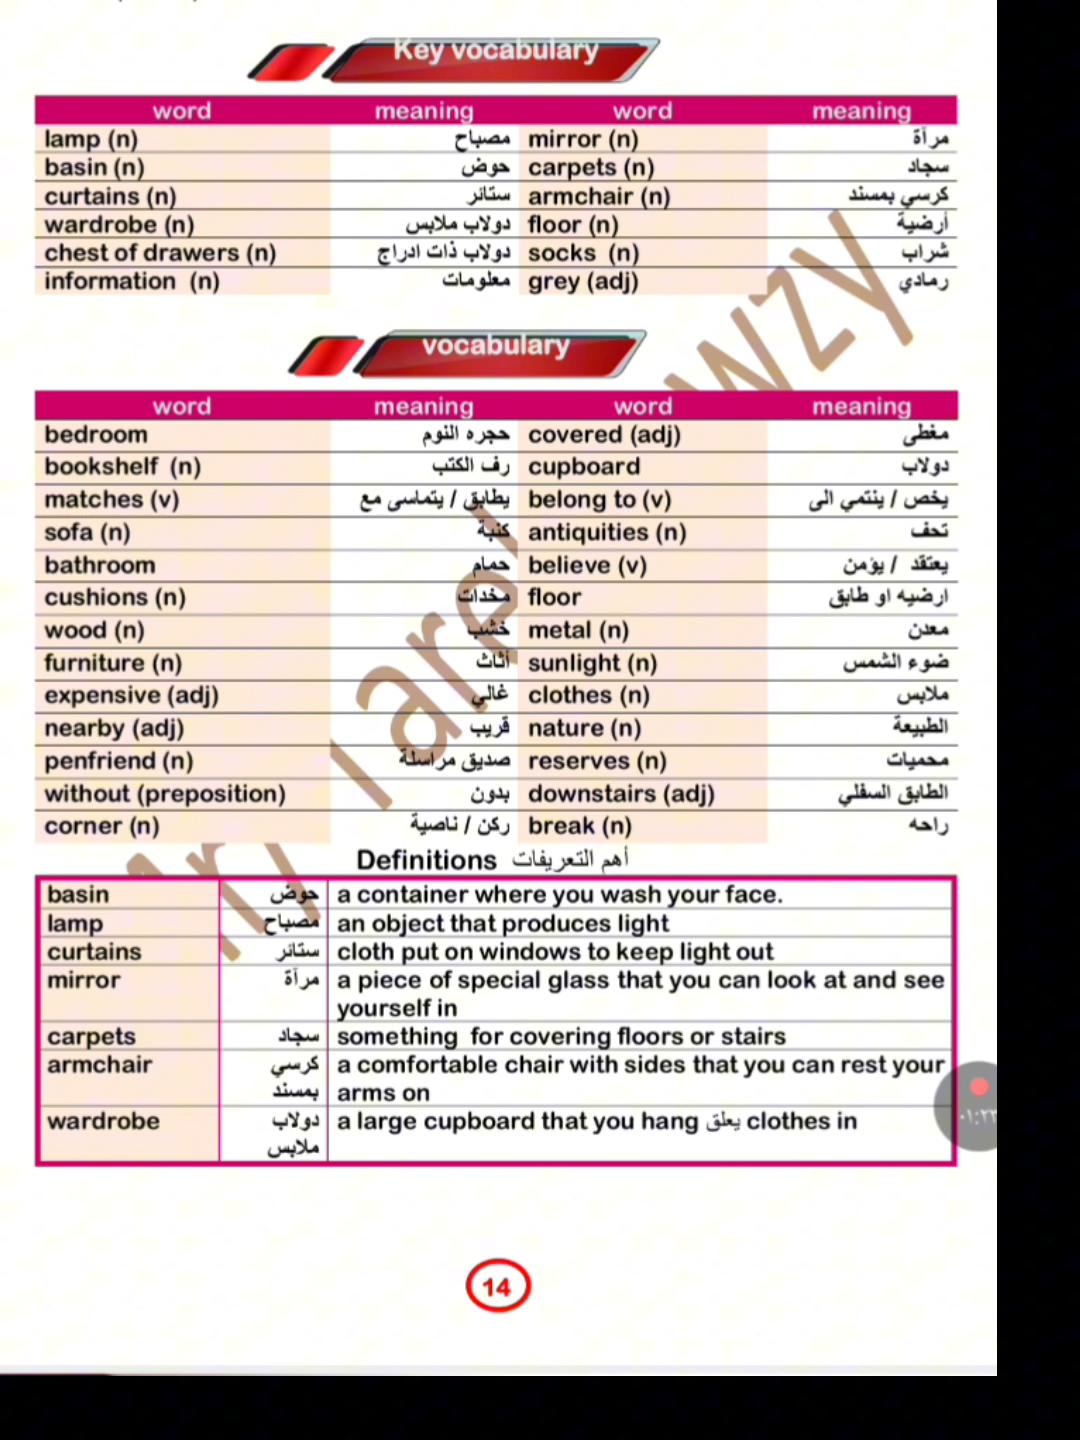 Key vocabulary
word meaning word meaning
lamp (n) مصباح mirror (n) مرآة
basin (n) حوض carpets (n) سجاد
curtains (n) ستائر armchair (n) كرسي بمسند
wardrobe (n) دولاب ملابس floor (n) أرضية
chest of drawers (n) دولاب ذات ادراج socks (n) شراب
information (n) معلومات grey (adj) رمادي
vocabulary
word meaning word meaning
bedroom حجره النوم covered (adj) مغطى
bookshelf (n) رف الكتب cupboard دولاب
matches (v) يطابق / يتماسى مع belong to (v) يخص / ينتمي الى
sofa (n) كنبة antiquities (n) تحف
bathroom حمام believe (v) يعتقد / يؤمن
cushions (n) مخدات floor ارضيه او طابق
wood (n) خشب metal (n) معدن
furniture (n) أثاث sunlight (n) ضوء الشمس
expensive (adj) غالي clothes (n) ملابس
nearby (adj) قريب nature (n) الطبيعة
penfriend (n) صديق مراسلة reserves (n) محميات
without (preposition) بدون downstairs (adj) الطابق السفلي
corner (n) ركن / ناصية break (n) راحه
Definitions أهم التعريفات
basin حوض a container where you wash your face.
lamp مصباح an object that produces light
curtains ستائر cloth put on windows to keep light out
mirror مرآة a piece of special glass that you can look at and see
yourself in
carpets سجاد something for covering floors or stairs
armchair كرسي a comfortable chair with sides that you can rest your
بمسند arms on
wardrobe دولاب a large cupboard that you hang يعلق clothes in
ملابس
14